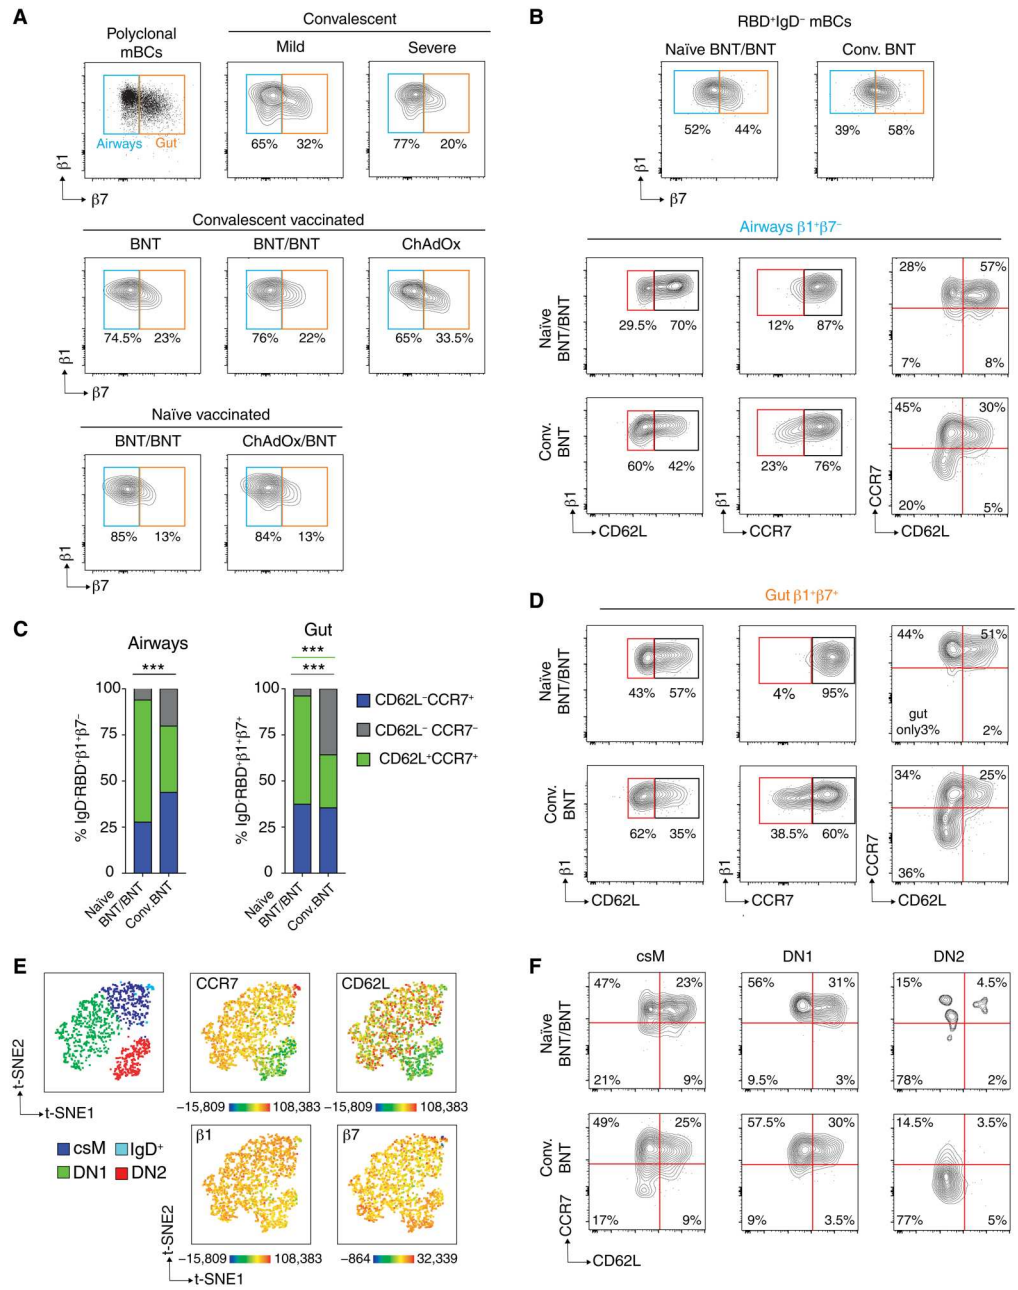 A
Convalescent
Polyclonal
mBCs
Mild
Severe
Airways
Gut
65%
32%
77%
20%
β1
β7
Convalescent vaccinated
BNT
BNT/BNT
ChAdOx
74.5%
23%
76%
22%
65%
33.5%
β1
β7
Naïve vaccinated
BNT/BNT
ChAdOx/BNT
85%
13%
84%
13%
β1
β7
B
RBD⁺IgD⁻ mBCs
Naïve BNT/BNT
Conv. BNT
52%
44%
39%
58%
β1
β7
Airways β1⁺β7⁻
Naïve
BNT/BNT
29.5%
70%
12%
87%
28%
57%
7%
8%
Conv.
BNT
60%
42%
23%
76%
45%
30%
20%
5%
β1
CD62L
β1
CCR7
CCR7
CD62L
C
Airways
***
% IgD⁻RBD⁺β1⁺β7⁻
100
75
50
25
0
Naïve
BNT/BNT
Conv.BNT
Gut
***
***
% IgD⁻RBD⁺β1⁺β7⁺
100
75
50
25
0
Naïve
BNT/BNT
Conv.BNT
CD62L⁻CCR7⁺
CD62L⁻ CCR7⁻
CD62L⁺CCR7⁺
D
Gut β1⁺β7⁺
Naïve
BNT/BNT
43%
57%
4%
95%
44%
51%
gut
only3%
2%
Conv.
BNT
62%
35%
38.5%
60%
34%
25%
36%
β1
CD62L
β1
CCR7
CCR7
CD62L
E
CCR7
CD62L
t-SNE2
t-SNE1
−15,809
108,383
−15,809
108,383
csM
IgD⁺
DN1
DN2
β1
β7
t-SNE2
t-SNE1
−15,809
108,383
−864
32,339
F
csM
DN1
DN2
Naïve
BNT/BNT
47%
23%
21%
9%
56%
31%
9.5%
3%
15%
4.5%
78%
2%
Conv.
BNT
49%
25%
17%
9%
57.5%
30%
9%
3.5%
14.5%
3.5%
77%
5%
CCR7
CD62L